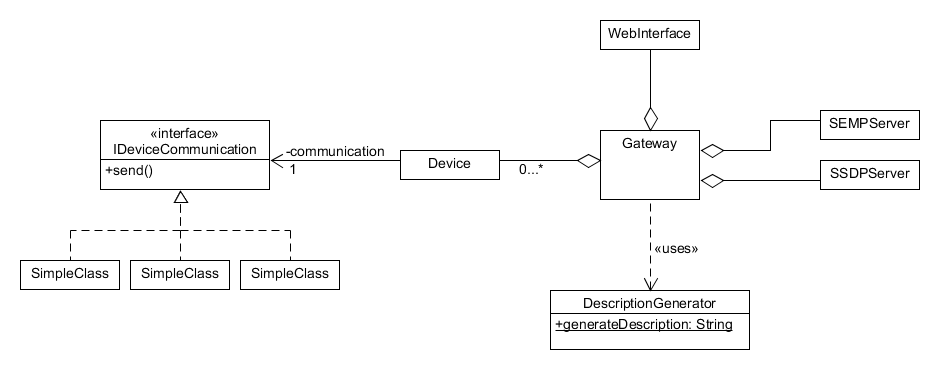 WebInterface
«interface»
IDeviceCommunication
+send()
-communication
1
Device
0...*
Gateway
SEMPServer
SSDPServer
«uses»
SimpleClass
SimpleClass
SimpleClass
DescriptionGenerator
+generateDescription: String